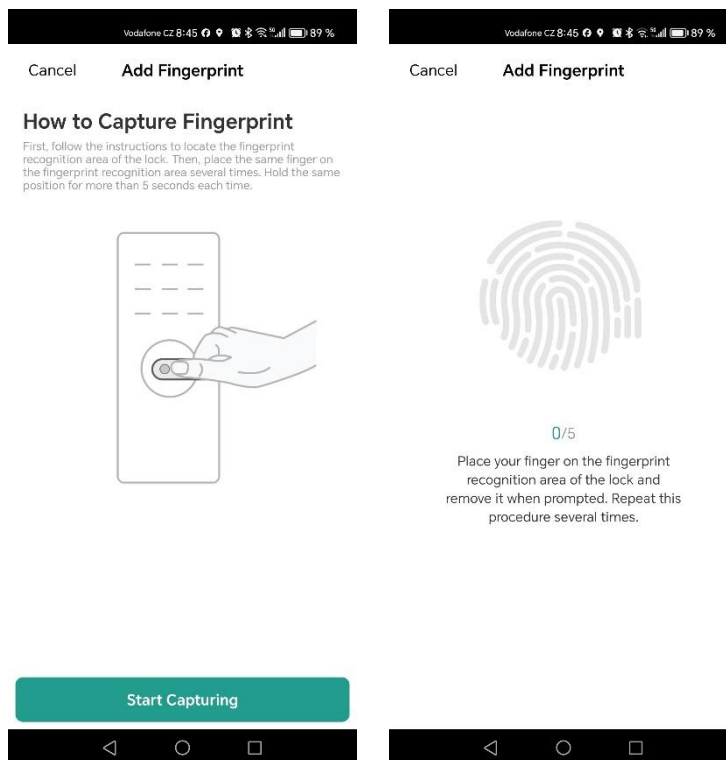 Vodafone CZ 8:45 89 %
Cancel Add Fingerprint
How to Capture Fingerprint
First, follow the instructions to locate the fingerprint
recognition area of the lock. Then, place the same finger on
the fingerprint recognition area several times. Hold the same
position for more than 5 seconds each time.
Start Capturing
Vodafone CZ 8:45 89 %
Cancel Add Fingerprint
0/5
Place your finger on the fingerprint
recognition area of the lock and
remove it when prompted. Repeat this
procedure several times.